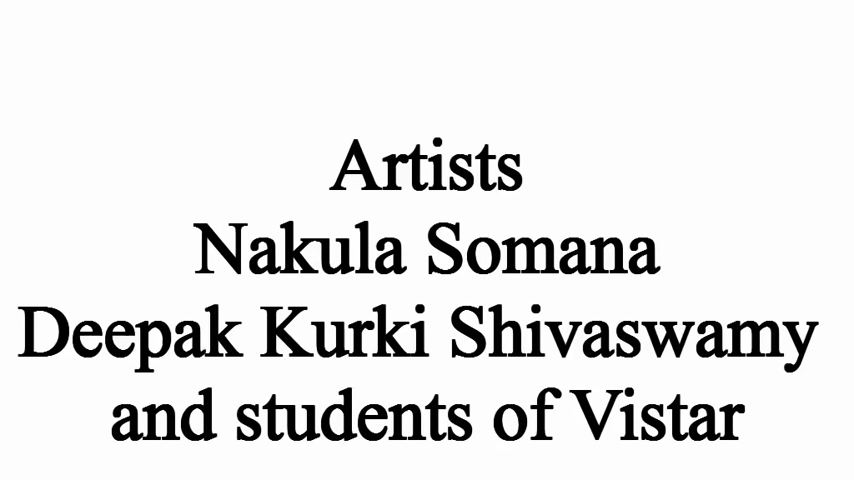 Artists
Nakula Somana
Deepak Kurki Shivaswamy
and students of Vistar